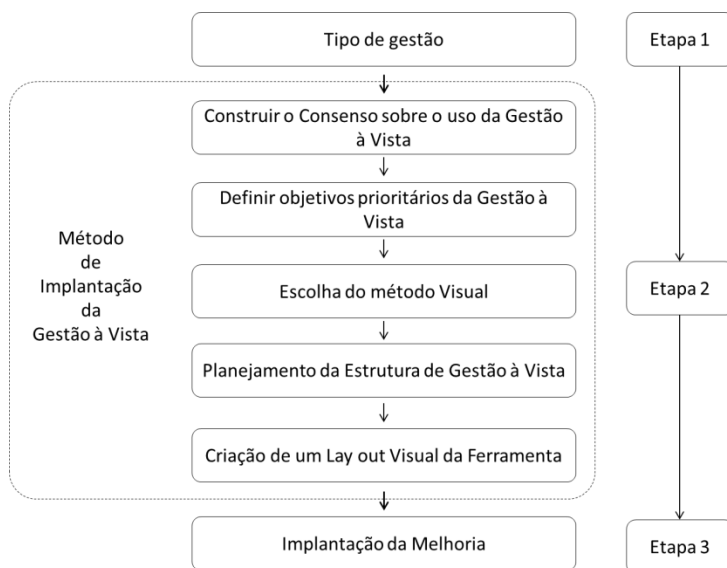 Tipo de gestão
Etapa 1
Construir o Consenso sobre o uso da Gestão
à Vista
Definir objetivos prioritários da Gestão à
Vista
Método
de
Implantação
da
Gestão à Vista
Escolha do método Visual
Etapa 2
Planejamento da Estrutura de Gestão à Vista
Criação de um Lay out Visual da Ferramenta
Implantação da Melhoria
Etapa 3